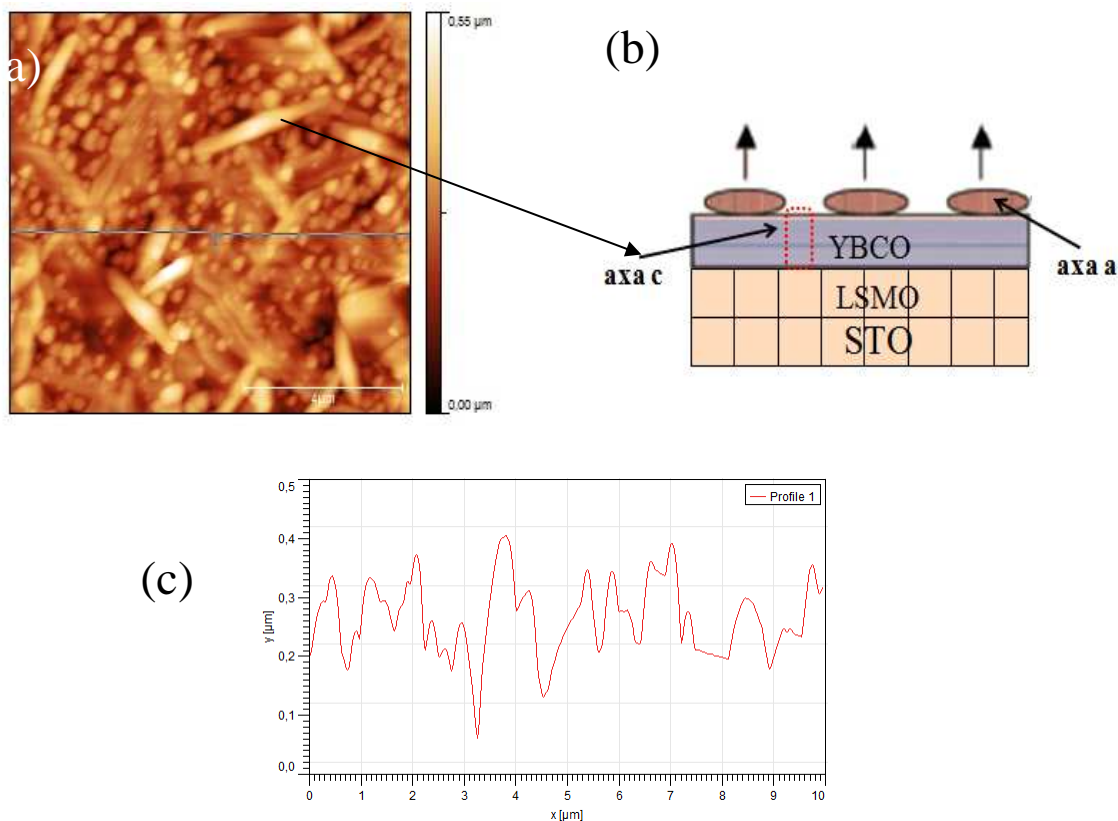 a)
0,55 µm
0,00 µm
4µm
(b)
YBCO
axa c
axa a
LSMO
STO
(c)
Profile 1
0,5
0,4
0,3
0,2
0,1
0,0
y [µm]
0 1 2 3 4 5 6 7 8 9 10
x [µm]